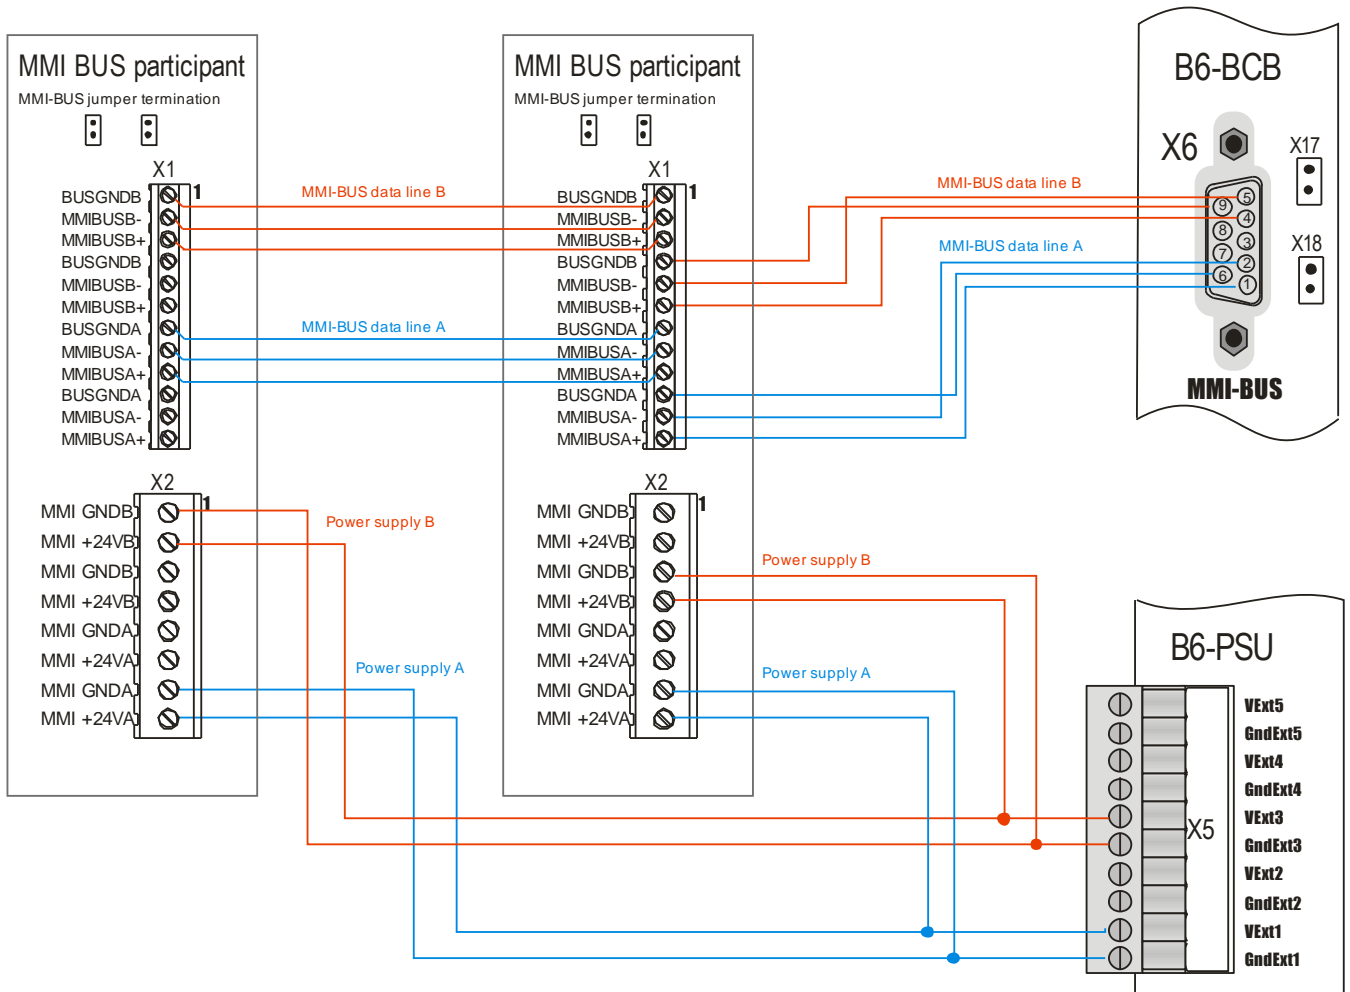 MMI BUS participant
MMI-BUS jumper termination
X1
1
BUSGNDB
MMIBUSB-
MMIBUSB+
BUSGNDB
MMIBUSB-
MMIBUSB+
BUSGNDA
MMIBUSA-
MMIBUSA+
BUSGNDA
MMIBUSA-
MMIBUSA+
X2
1
MMI GNDB
MMI +24VB
MMI GNDB
MMI +24VB
MMI GNDA
MMI +24VA
MMI GNDA
MMI +24VA
MMI-BUS data line B
MMI-BUS data line A
Power supply B
Power supply A
MMI BUS participant
MMI-BUS jumper termination
X1
1
BUSGNDB
MMIBUSB-
MMIBUSB+
BUSGNDB
MMIBUSB-
MMIBUSB+
BUSGNDA
MMIBUSA-
MMIBUSA+
BUSGNDA
MMIBUSA-
MMIBUSA+
X2
1
MMI GNDB
MMI +24VB
MMI GNDB
MMI +24VB
MMI GNDA
MMI +24VA
MMI GNDA
MMI +24VA
MMI-BUS data line B
MMI-BUS data line A
Power supply B
Power supply A
B6-BCB
X6
X17
X18
5
9
4
8
3
7
2
6
1
MMI-BUS
B6-PSU
X5
VExt5
GndExt5
VExt4
GndExt4
VExt3
GndExt3
VExt2
GndExt2
VExt1
GndExt1